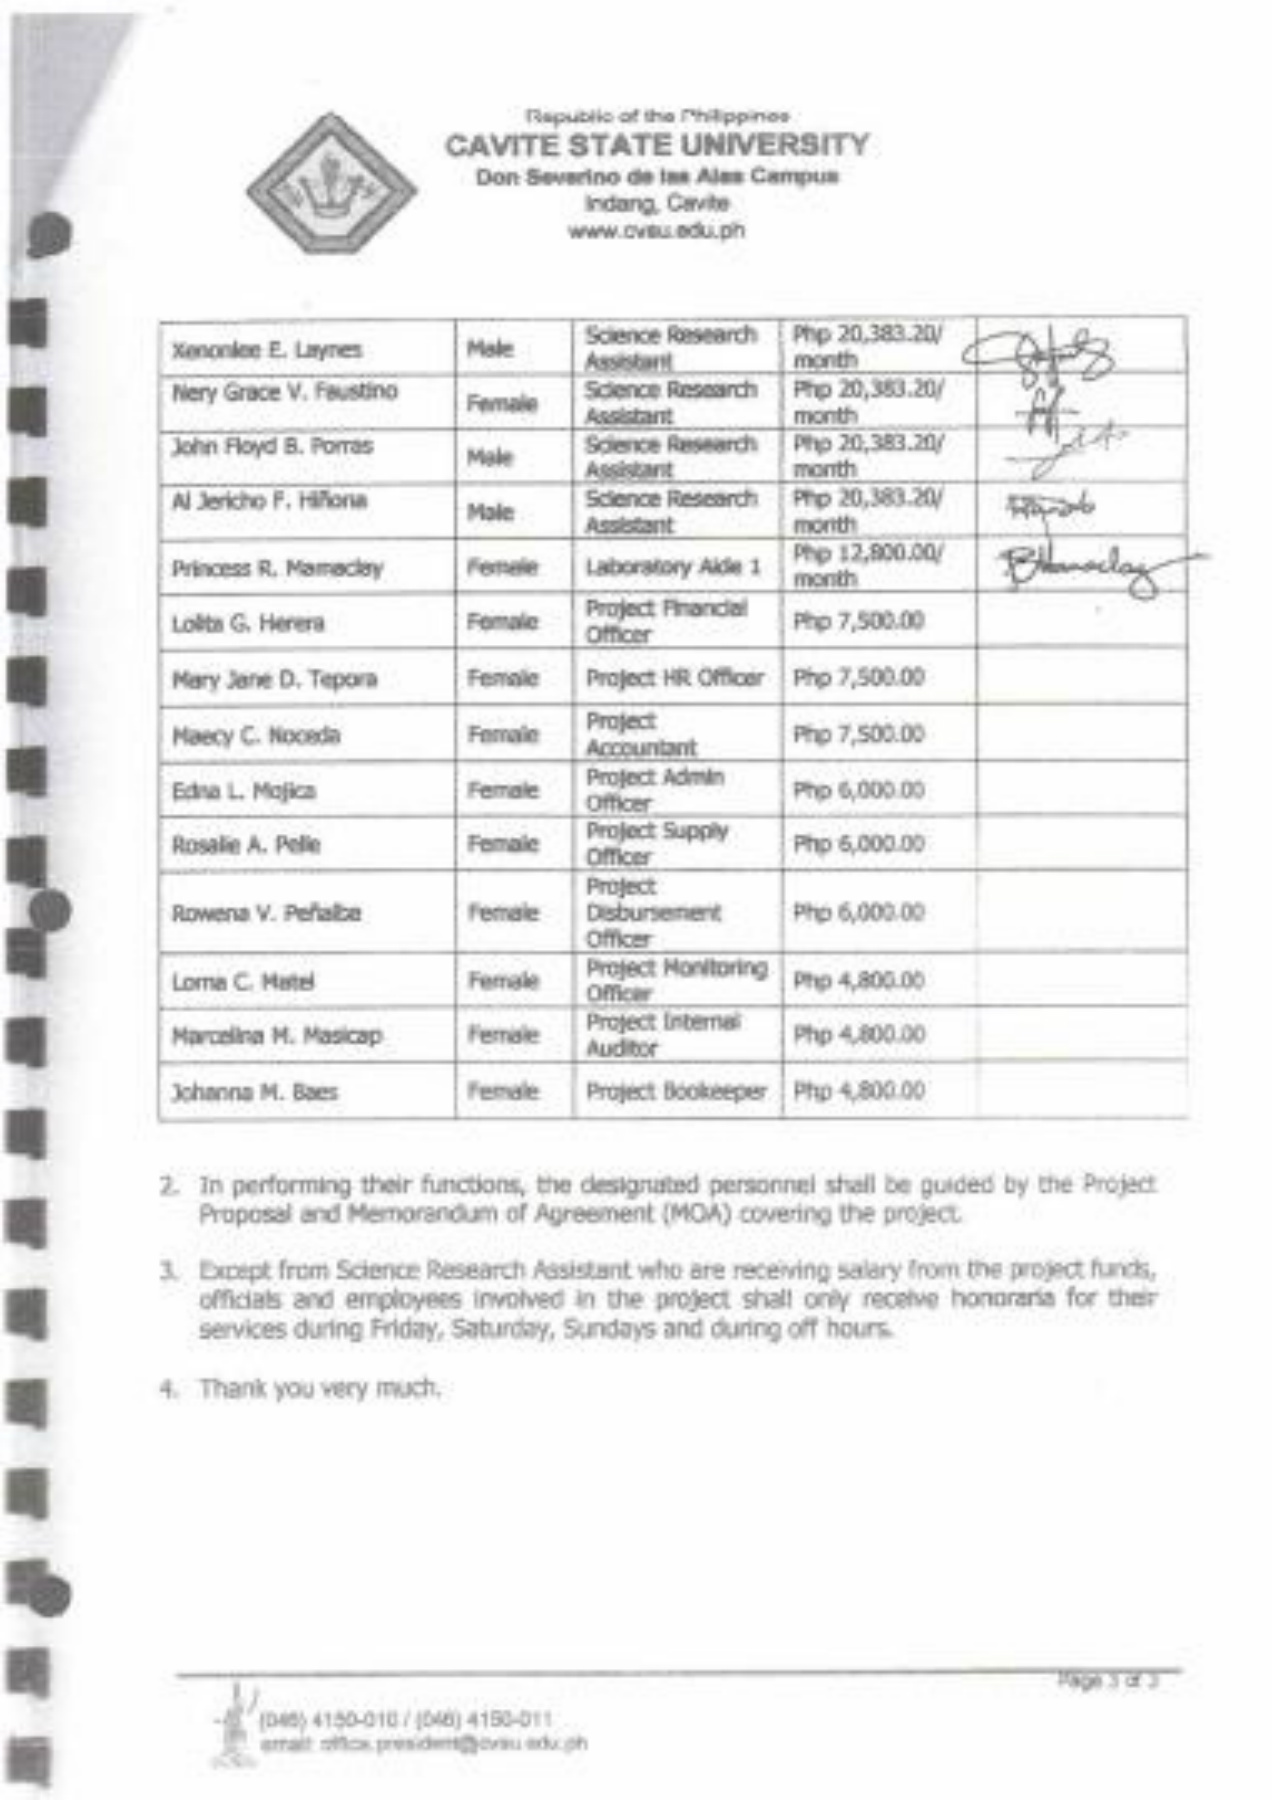 Republic of the Philippines
CAVITE STATE UNIVERSITY
Don Severino de las Alas Campus
Indang, Cavite
www.cvsu.edu.ph
Xenonlee E. Laynes Male Science Research Assistant Php 20,383.20/ month
Nery Grace V. Faustino Female Science Research Assistant Php 20,383.20/ month
John Floyd B. Porras Male Science Research Assistant Php 20,383.20/ month
Al Jericho F. Hiñona Male Science Research Assistant Php 20,383.20/ month
Princess R. Mamaclay Female Laboratory Aide 1 Php 12,800.00/ month
Lolita G. Herera Female Project Financial Officer Php 7,500.00
Mary Jane D. Tepora Female Project HR Officer Php 7,500.00
Maecy C. Noceda Female Project Accountant Php 7,500.00
Edna L. Mojica Female Project Admin Officer Php 6,000.00
Rosalie A. Pelle Female Project Supply Officer Php 6,000.00
Rowena V. Peñalba Female Project Disbursement Officer Php 6,000.00
Lorna C. Matel Female Project Monitoring Officer Php 4,800.00
Marcelina M. Masicap Female Project Internal Auditor Php 4,800.00
Johanna M. Baes Female Project Bookeeper Php 4,800.00
2. In performing their functions, the designated personnel shall be guided by the Project
Proposal and Memorandum of Agreement (MOA) covering the project.
3. Except from Science Research Assistant who are receiving salary from the project funds,
officials and employees involved in the project shall only receive honoraria for their
services during Friday, Saturday, Sundays and during off hours.
4. Thank you very much.
Page 3 of 3
(046) 4150-010 / (046) 4150-011
email: office.president@cvsu.edu.ph